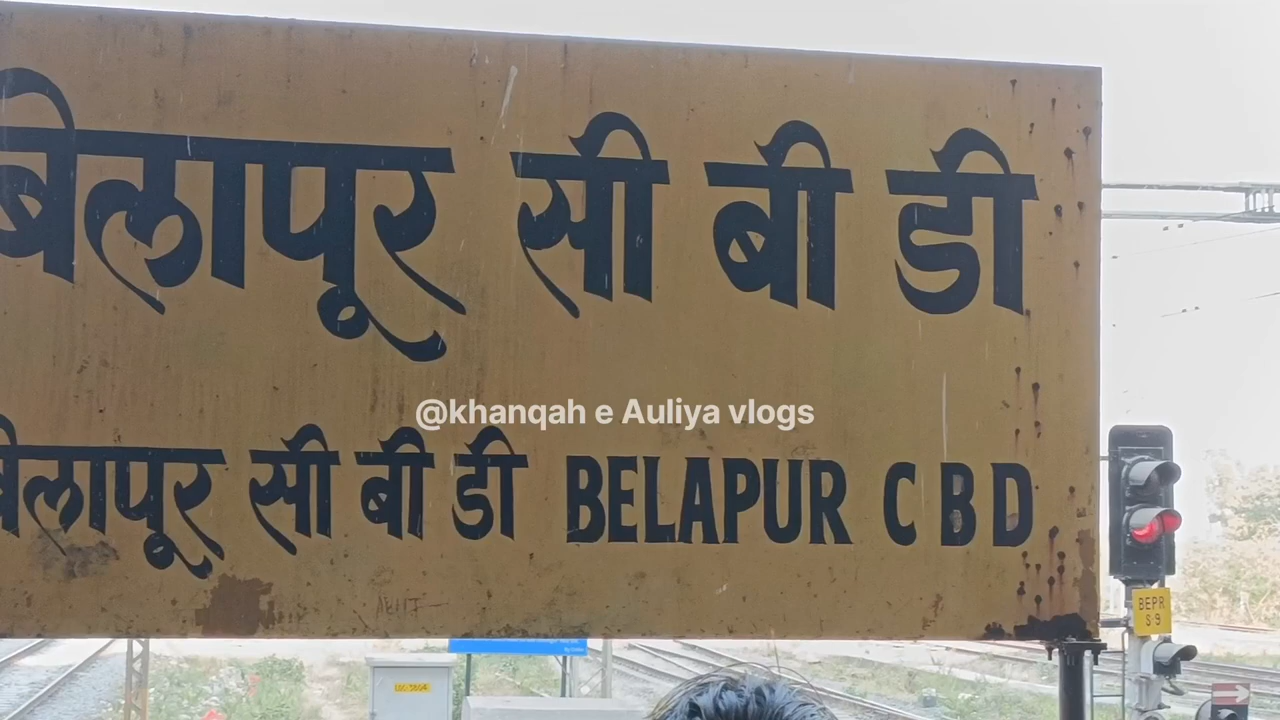 बेलापूर सी बी डी
@khanqah e Auliya vlogs
बेलापूर सी बी डी BELAPUR C B D
BEPR
S-9